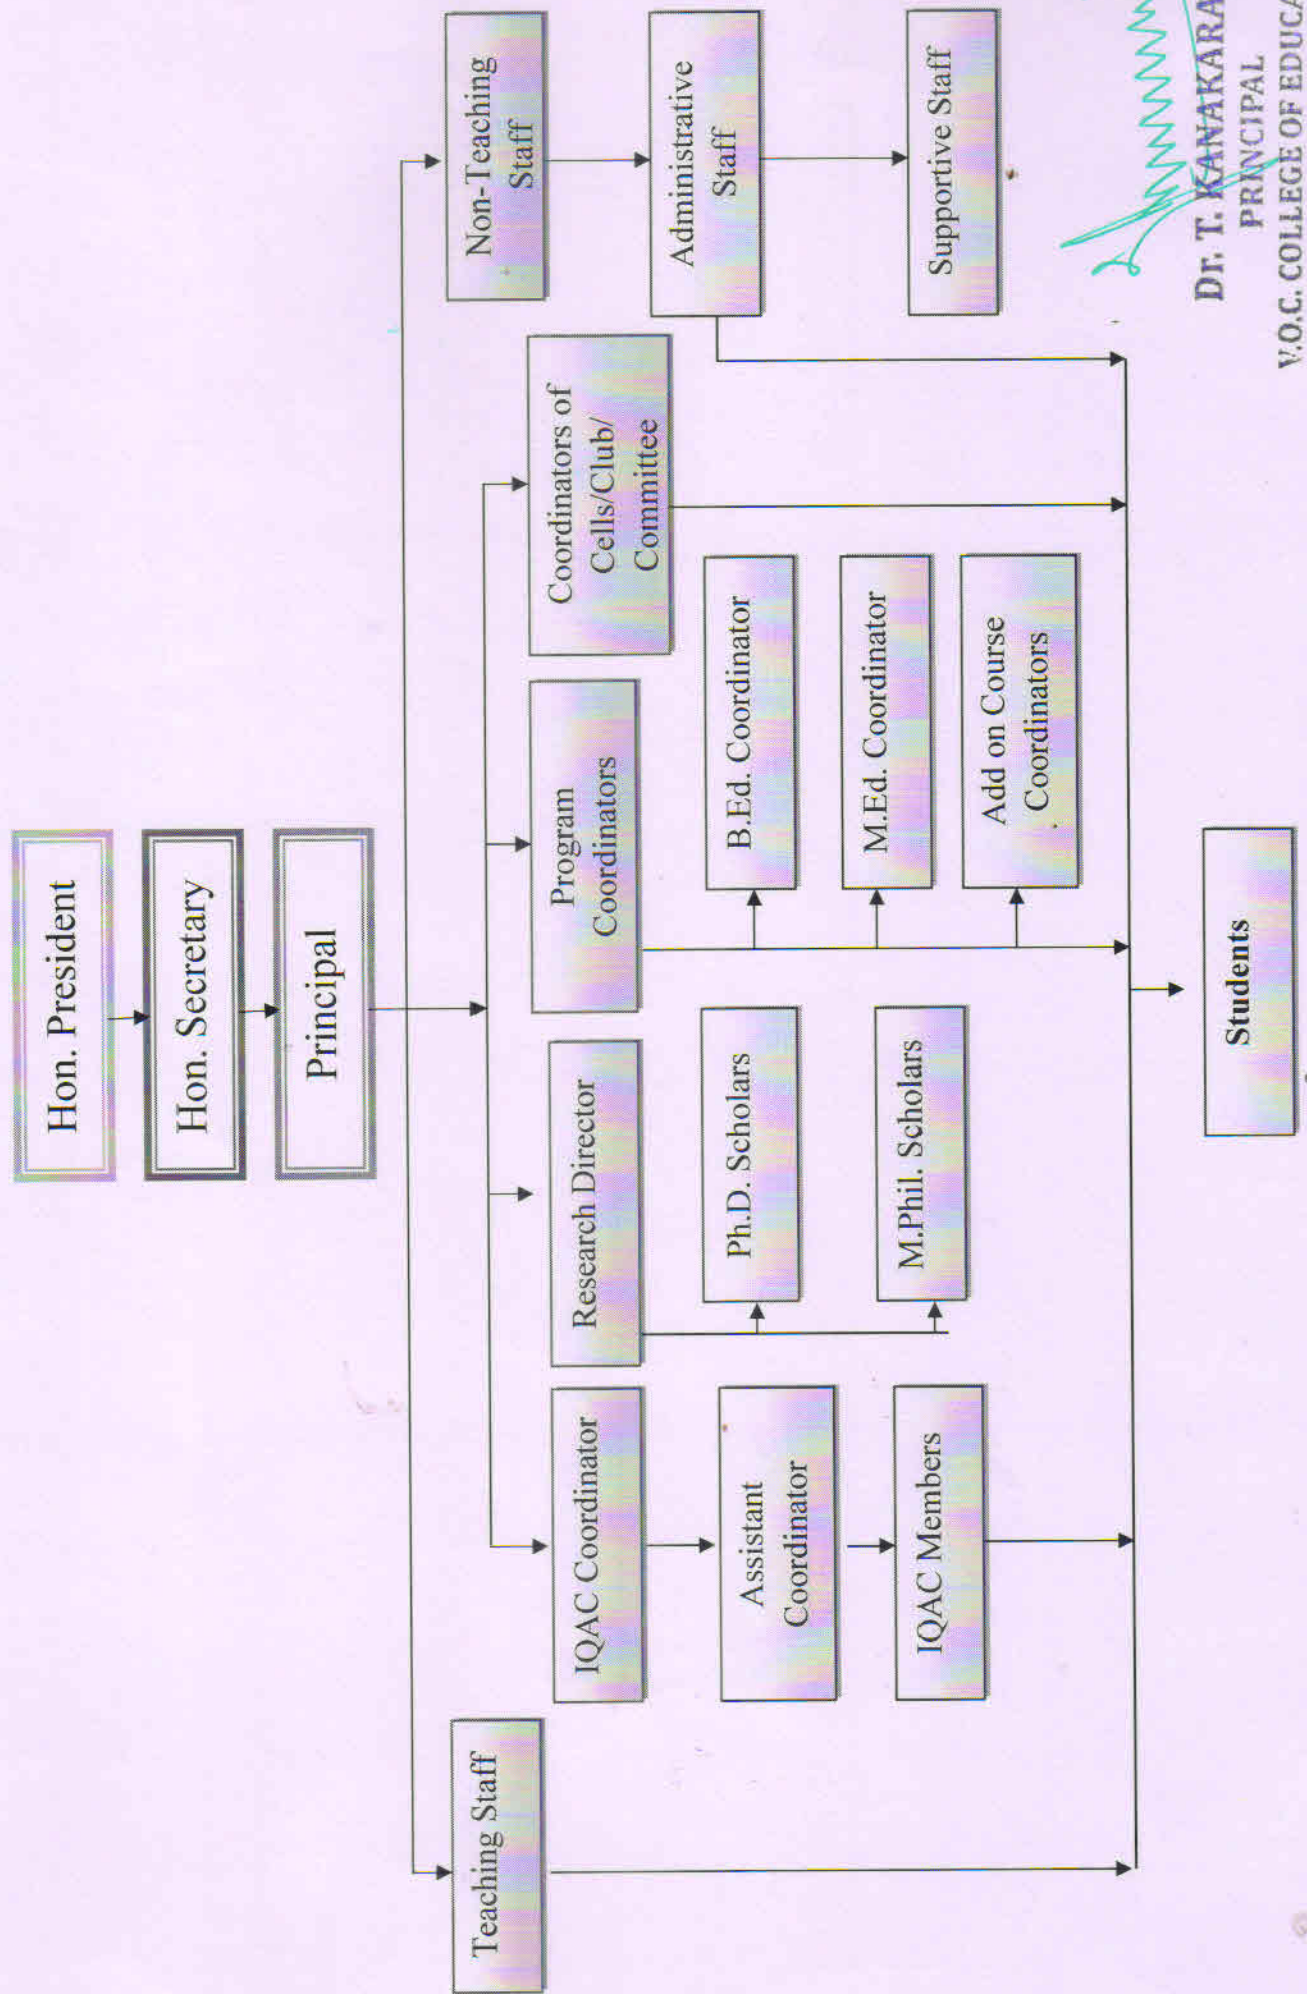 Hon. President
Hon. Secretary
Principal
Teaching Staff
Non-Teaching
Staff
IQAC Coordinator
Research Director
Program
Coordinators
Coordinators of
Cells/Club/
Committee
Administrative
Staff
Assistant
Coordinator
Ph.D. Scholars
B.Ed. Coordinator
IQAC Members
M.Phil. Scholars
M.Ed. Coordinator
Supportive Staff
Add on Course
Coordinators
Students
Dr. T. KANAKARA
PRINCIPAL
V.O.C. COLLEGE OF EDUCA